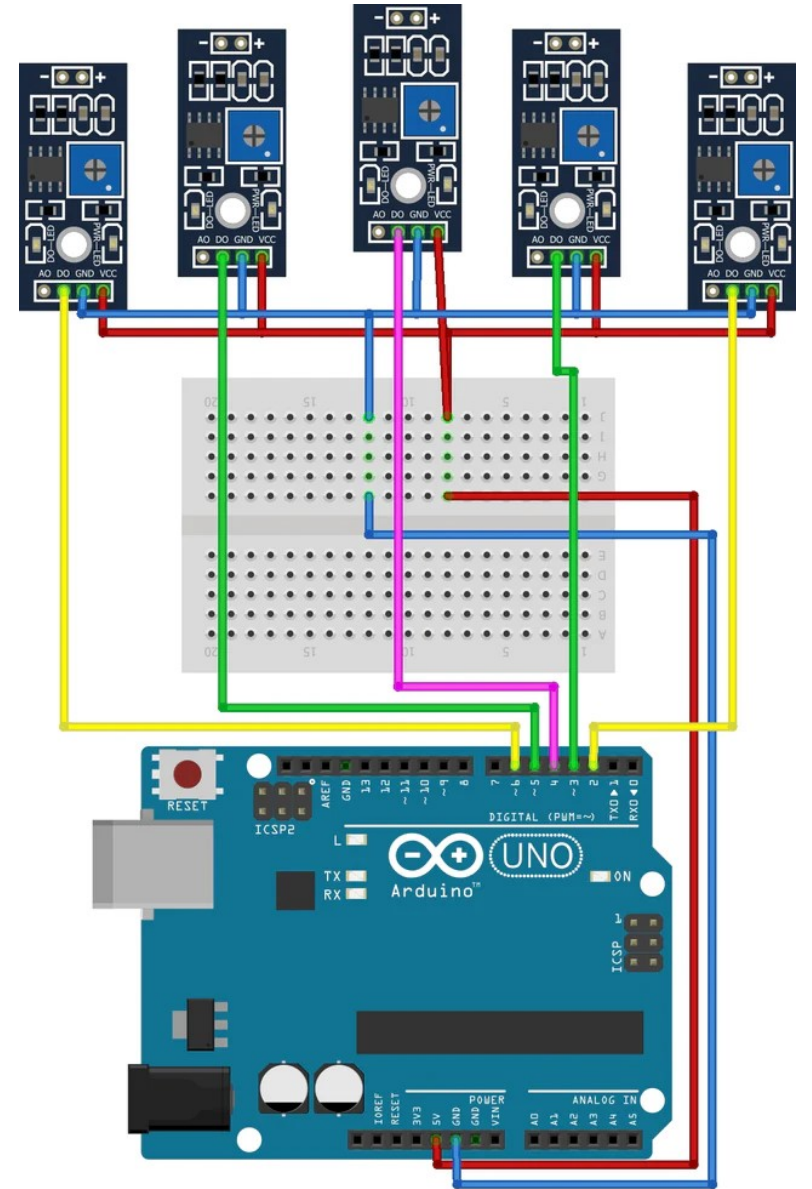 - +
- +
- +
- +
- +
DO-LED
PWR-LED
AO DO GND VCC
DO-LED
PWR-LED
AO DO GND VCC
DO-LED
PWR-LED
AO DO GND VCC
DO-LED
PWR-LED
AO DO GND VCC
DO-LED
PWR-LED
AO DO GND VCC
20 15 10 5 1
J
I
H
G
E
D
C
B
A
20 15 10 5 1
RESET
ICSP2
AREF
GND
13
12
~11
~10
~9
8
7
~6
~5
4
~3
2
TX0▶1
RX0◀0
DIGITAL (PWM=~)
L
TX
RX
UNO
Arduino™
ON
1
ICSP
POWER
ANALOG IN
IOREF
RESET
3V3
5V
GND
GND
VIN
A0
A1
A2
A3
A4
A5